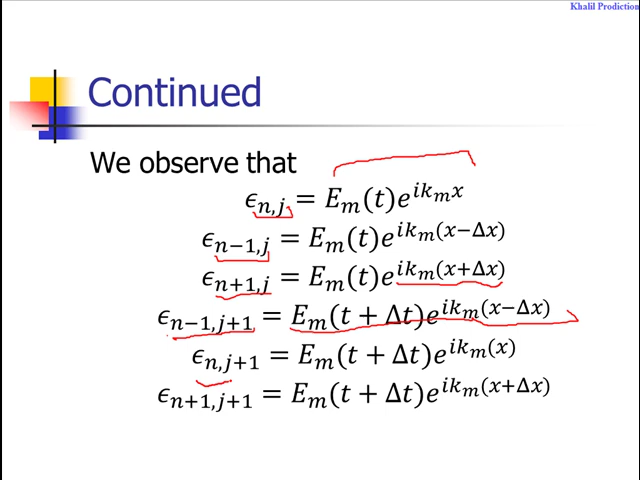 Khalil Prodiction
Continued
We observe that
ϵ_{n,j} = E_m(t)e^{ik_m x}
ϵ_{n−1,j} = E_m(t)e^{ik_m(x−Δx)}
ϵ_{n+1,j} = E_m(t)e^{ik_m(x+Δx)}
ϵ_{n−1,j+1} = E_m(t + Δt)e^{ik_m(x−Δx)}
ϵ_{n,j+1} = E_m(t + Δt)e^{ik_m(x)}
ϵ_{n+1,j+1} = E_m(t + Δt)e^{ik_m(x+Δx)}